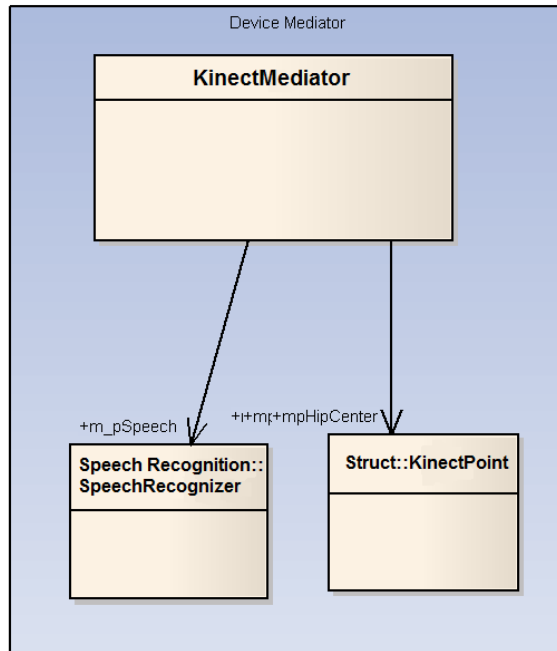 Device Mediator
KinectMediator
+m_pSpeech
+mpHipCenter
Speech Recognition::
SpeechRecognizer
Struct::KinectPoint